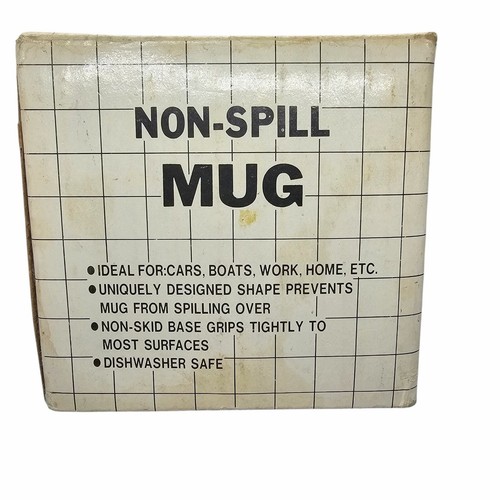 NON-SPILL
MUG
●IDEAL FOR:CARS, BOATS, WORK, HOME, ETC.
●UNIQUELY DESIGNED SHAPE PREVENTS
MUG FROM SPILLING OVER
●NON-SKID BASE GRIPS TIGHTLY TO
MOST SURFACES
●DISHWASHER SAFE